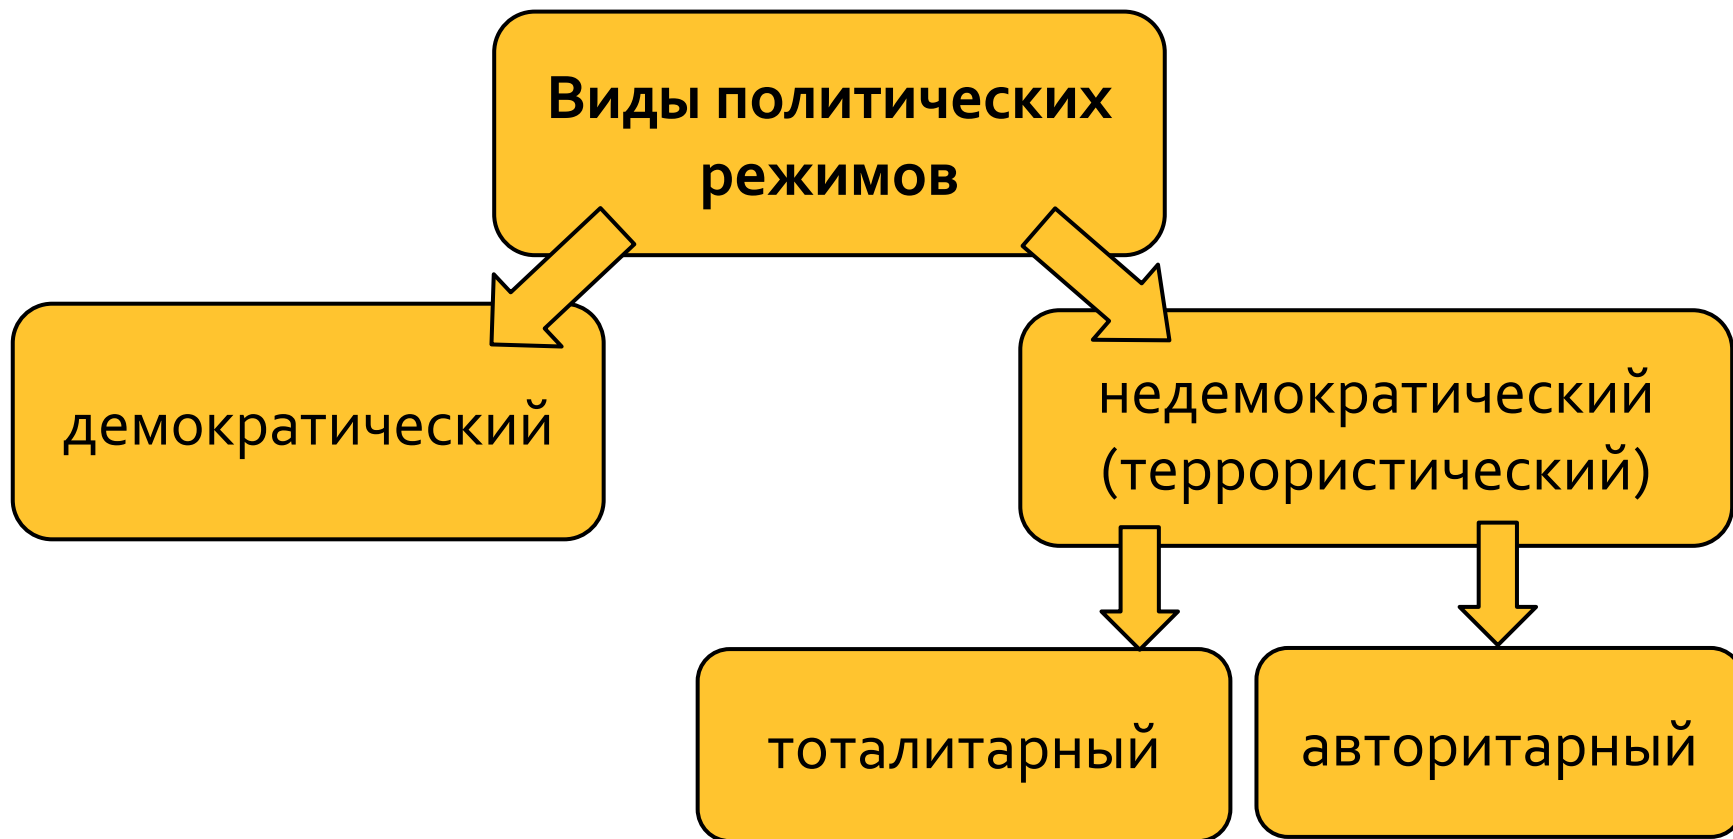 Виды политических
режимов
демократический
недемократический
(террористический)
тоталитарный
авторитарный